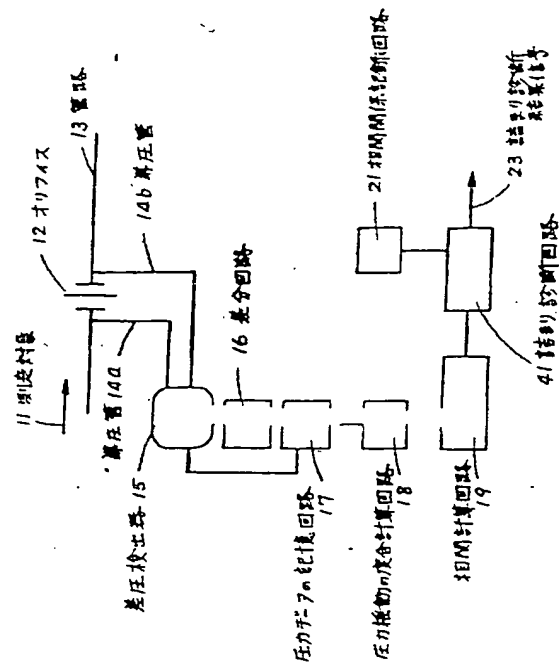 11 測定対象
12 オリフィス
13 管路
導圧管 14a
14b 導圧管
差圧検出器 15
16 差分回路
圧力データの記憶回路
17
圧力揺動の度合計算回路
18
相関計算回路
19
21 相関関係記憶回路
41 詰まり診断回路
23 詰まり診断
結果信号